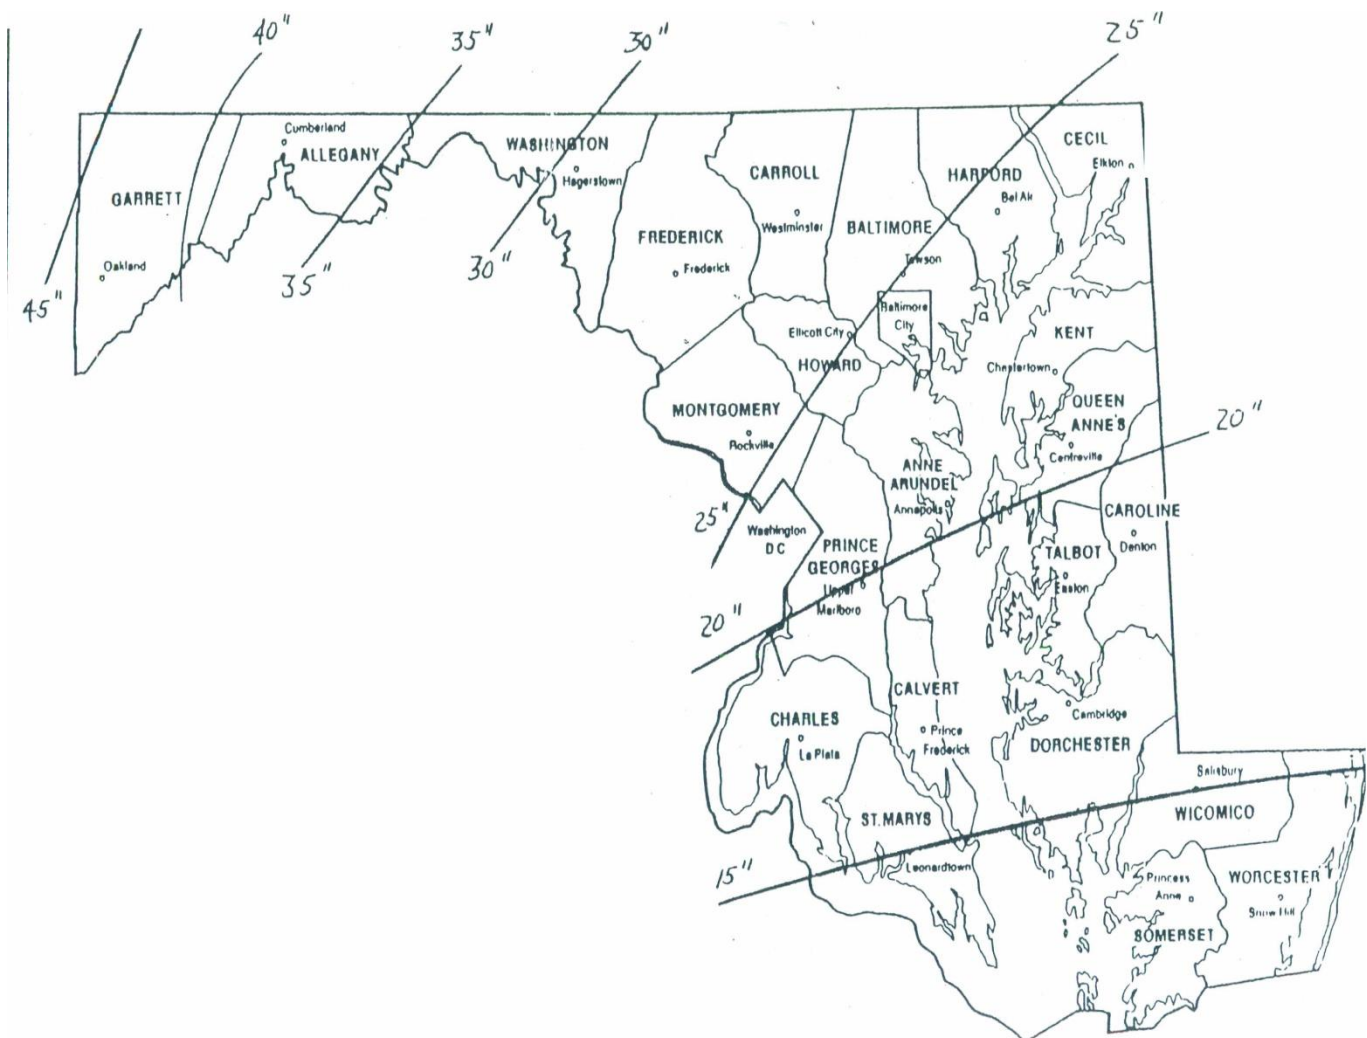 40"
35"
30"
25"
Cumberland
ALLEGANY
WASHINGTON
Hagerstown
CARROLL
Westminster
HARFORD
Bel Air
CECIL
Elkton
GARRETT
Oakland
45"
35"
30"
FREDERICK
Frederick
BALTIMORE
Towson
Baltimore
City
Ellicott City
HOWARD
KENT
Chestertown
MONTGOMERY
Rockville
QUEEN
ANNE'S
Centreville
20"
ANNE
ARUNDEL
Annapolis
25"
Washington
D C
PRINCE
GEORGES
Upper
Marlboro
CAROLINE
Denton
TALBOT
Easton
20"
CALVERT
Prince
Frederick
CHARLES
La Plata
Cambridge
DORCHESTER
Salisbury
WICOMICO
ST. MARYS
Leonardtown
15"
Princess
Anne
SOMERSET
WORCESTER
Snow Hill